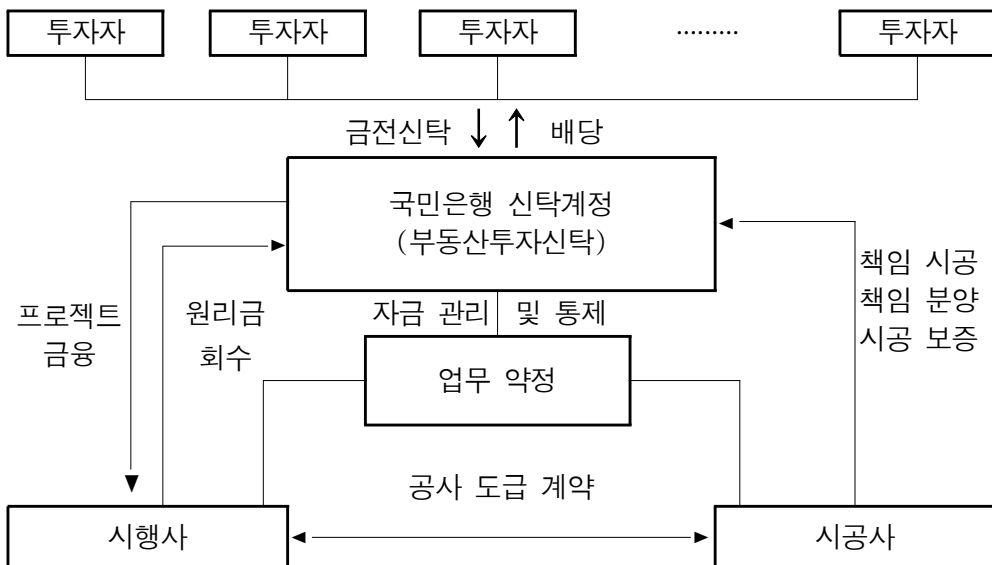 투자자 투자자 투자자 ········· 투자자
금전신탁 배당
국민은행 신탁계정
(부동산투자신탁)
책임 시공
책임 분양
시공 보증
프로젝트
금융
원리금
회수
자금 관리 및 통제
업무 약정
공사 도급 계약
시행사 시공사